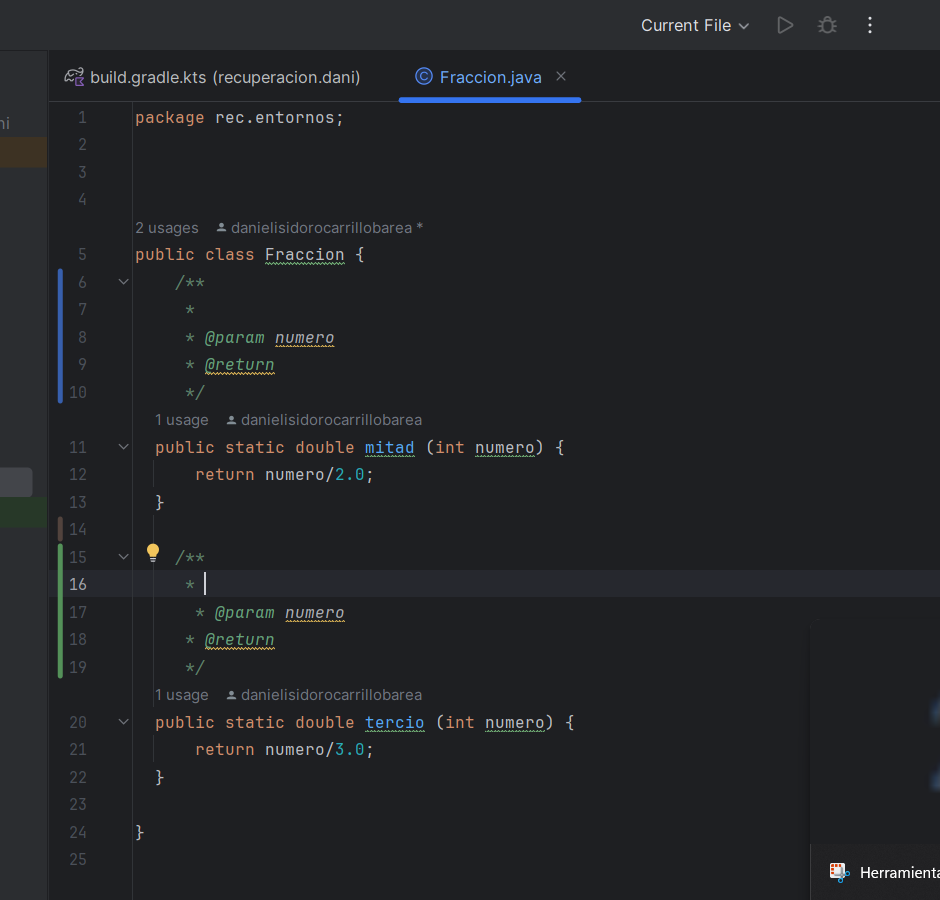 Current File
build.gradle.kts (recuperacion.dani)
Fraccion.java
ni
1 package rec.entornos;
2
3
4
2 usages danielisidorocarrillobarea *
5 public class Fraccion {
6 /**
7 *
8 * @param numero
9 * @return
10 */
1 usage danielisidorocarrillobarea
11 public static double mitad (int numero) {
12 return numero/2.0;
13 }
14
15 /**
16 *
17 * @param numero
18 * @return
19 */
1 usage danielisidorocarrillobarea
20 public static double tercio (int numero) {
21 return numero/3.0;
22 }
23
24 }
25
Herramienta